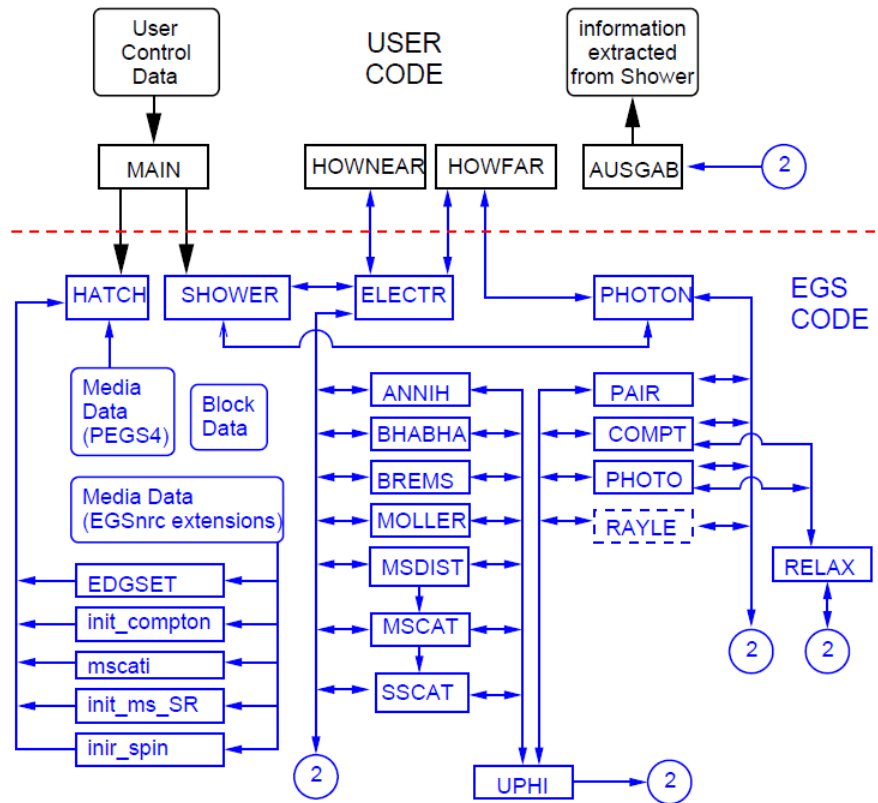 User
Control
Data
USER
CODE
information
extracted
from Shower
MAIN
HOWNEAR
HOWFAR
AUSGAB
2
HATCH
SHOWER
ELECTR
PHOTON
EGS
CODE
Media
Data
(PEGS4)
Block
Data
Media Data
(EGSnrc extensions)
EDGSET
init_compton
mscati
init_ms_SR
inir_spin
ANNIH
BHABHA
BREMS
MOLLER
MSDIST
MSCAT
SSCAT
PAIR
COMPT
PHOTO
RAYLE
RELAX
2
2
2
UPHI
2